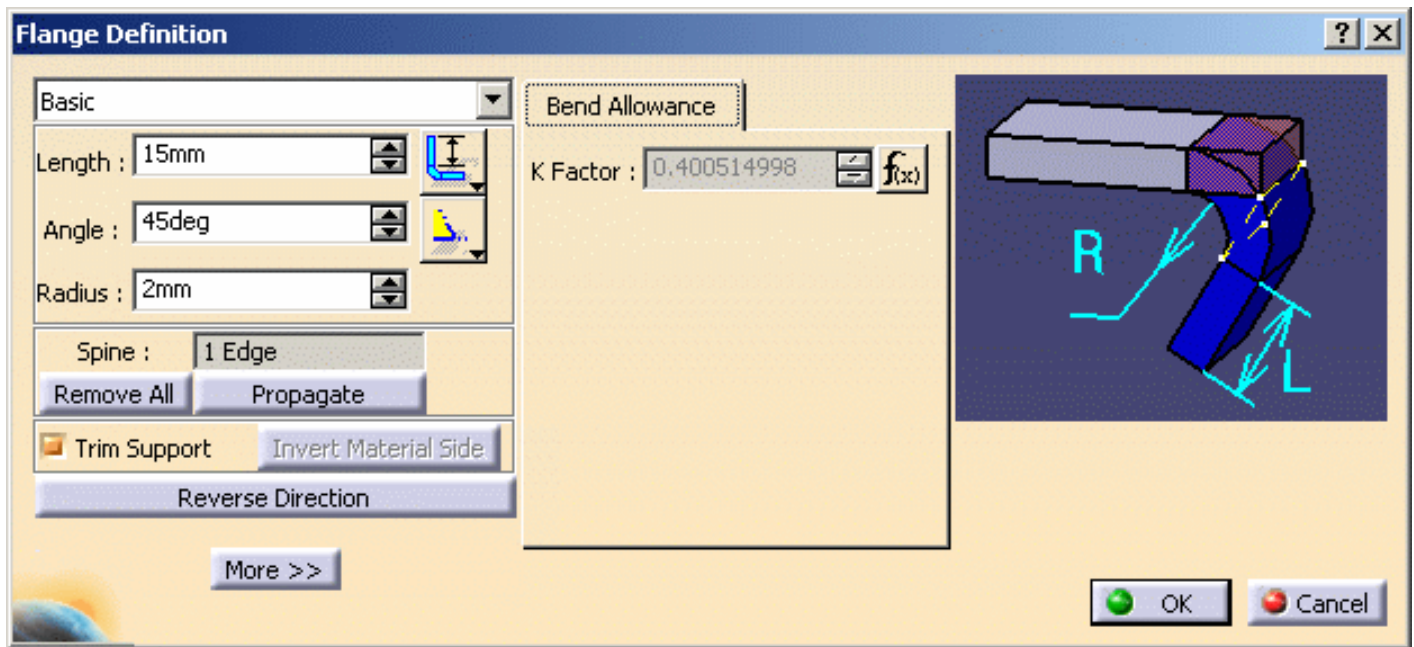 Flange Definition
Basic
Length : 15mm
Angle : 45deg
Radius : 2mm
Spine : 1 Edge
Remove All Propagate
Trim Support Invert Material Side
Reverse Direction
More >>
Bend Allowance
K Factor : 0,400514998 f(x)
R
L
OK Cancel